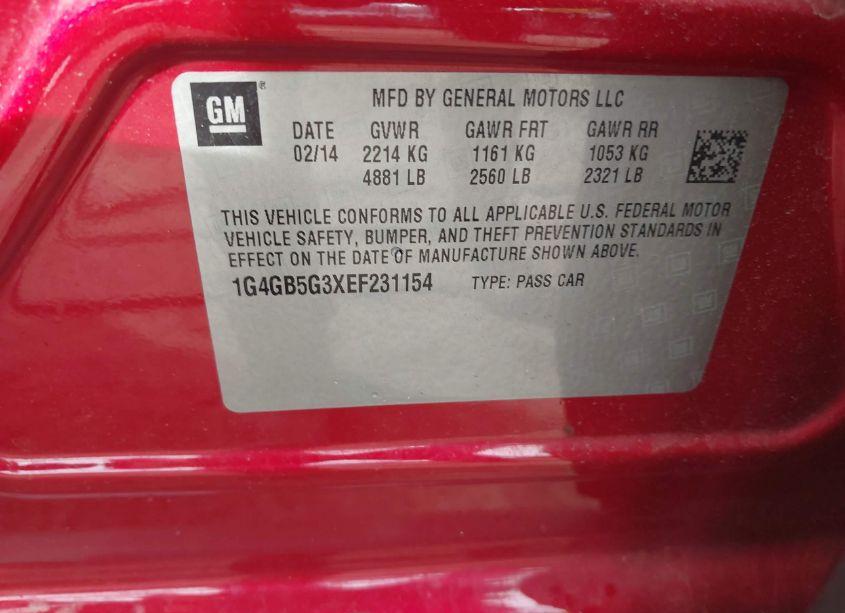 GM
MFD BY GENERAL MOTORS LLC
DATE GVWR GAWR FRT GAWR RR
02/14 2214 KG 1161 KG 1053 KG
4881 LB 2560 LB 2321 LB
THIS VEHICLE CONFORMS TO ALL APPLICABLE U.S. FEDERAL MOTOR
VEHICLE SAFETY, BUMPER, AND THEFT PREVENTION STANDARDS IN
EFFECT ON THE DATE OF MANUFACTURE SHOWN ABOVE.
1G4GB5G3XEF231154 TYPE: PASS CAR